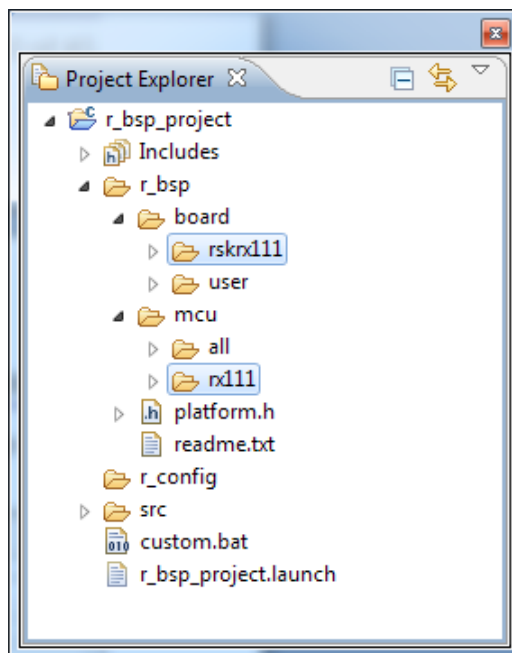 Project Explorer
r_bsp_project
Includes
r_bsp
board
rskrx111
user
mcu
all
rx111
platform.h
readme.txt
r_config
src
custom.bat
r_bsp_project.launch